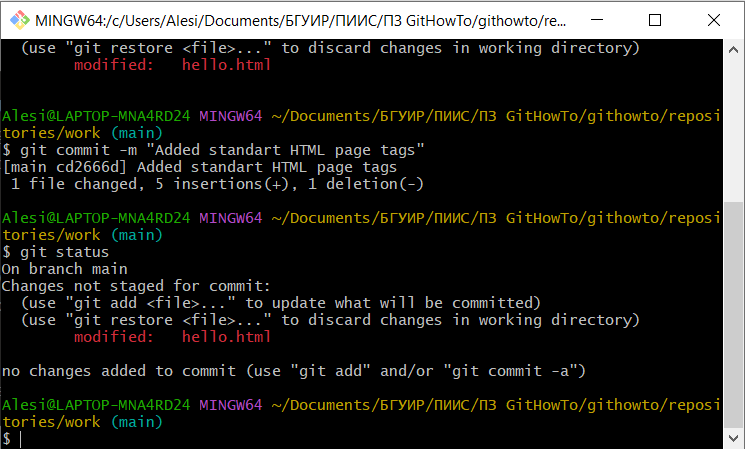 MINGW64:/c/Users/Alesi/Documents/БГУИР/ПИИС/ПЗ GitHowTo/githowto/re...
(use "git restore <file>..." to discard changes in working directory)
modified:   hello.html
Alesi@LAPTOP-MNA4RD24 MINGW64 ~/Documents/БГУИР/ПИИС/ПЗ GitHowTo/githowto/reposi
tories/work (main)
$ git commit -m "Added standart HTML page tags"
[main cd2666d] Added standart HTML page tags
1 file changed, 5 insertions(+), 1 deletion(-)
Alesi@LAPTOP-MNA4RD24 MINGW64 ~/Documents/БГУИР/ПИИС/ПЗ GitHowTo/githowto/reposi
tories/work (main)
$ git status
On branch main
Changes not staged for commit:
(use "git add <file>..." to update what will be committed)
(use "git restore <file>..." to discard changes in working directory)
modified:   hello.html
no changes added to commit (use "git add" and/or "git commit -a")
Alesi@LAPTOP-MNA4RD24 MINGW64 ~/Documents/БГУИР/ПИИС/ПЗ GitHowTo/githowto/reposi
tories/work (main)
$